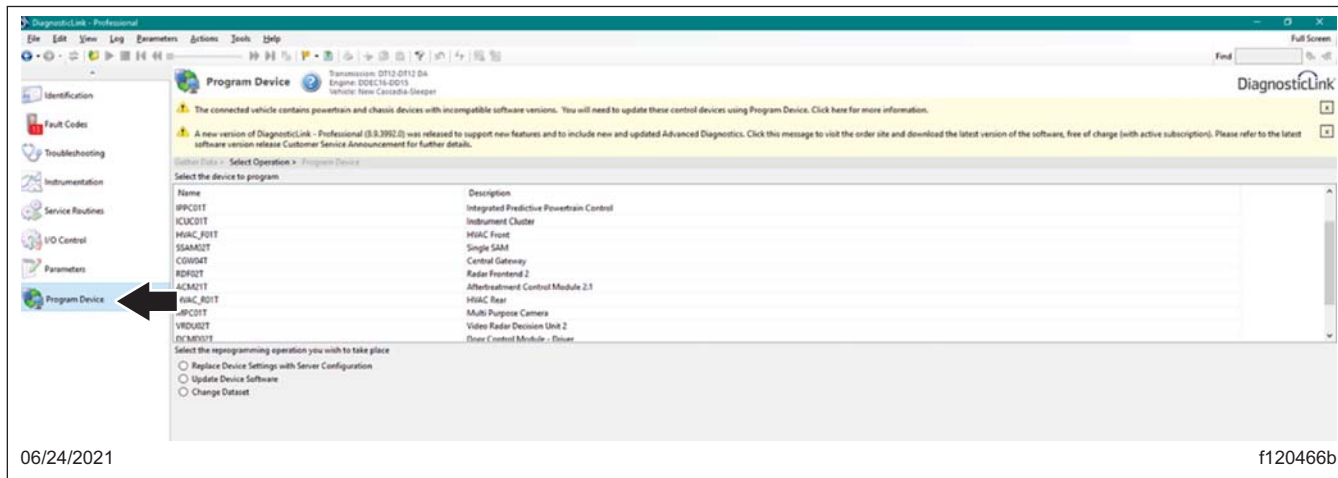 DiagnosticLink - Professional
File Edit View Log Parameters Actions Tools Help
Full Screen
Find
Identification
Fault Codes
13
Troubleshooting
Instrumentation
Service Routines
I/O Control
Parameters
Program Device
Program Device
Transmission: DT12-DT12 DA
Engine: DDEC16-DD15
Vehicle: New Cascadia-Sleeper
DiagnosticLink
The connected vehicle contains powertrain and chassis devices with incompatible software versions. You will need to update these control devices using Program Device. Click here for more information.
A new version of DiagnosticLink - Professional (8.9.3992.0) was released to support new features and to include new and updated Advanced Diagnostics. Click this message to visit the order site and download the latest version of the software, free of charge (with active subscription). Please refer to the latest
software version release Customer Service Announcement for further details.
Gather Data > Select Operation > Program Device
Select the device to program
Name Description
IPPC01T Integrated Predictive Powertrain Control
ICUC01T Instrument Cluster
HVAC_F01T HVAC Front
SSAM02T Single SAM
CGW04T Central Gateway
RDF02T Radar Frontend 2
ACM21T Aftertreatment Control Module 2.1
HVAC_R01T HVAC Rear
MPC01T Multi Purpose Camera
VRDU02T Video Radar Decision Unit 2
DCMD02T Door Control Module - Driver
Select the reprogramming operation you wish to take place
Replace Device Settings with Server Configuration
Update Device Software
Change Dataset
06/24/2021
f120466b